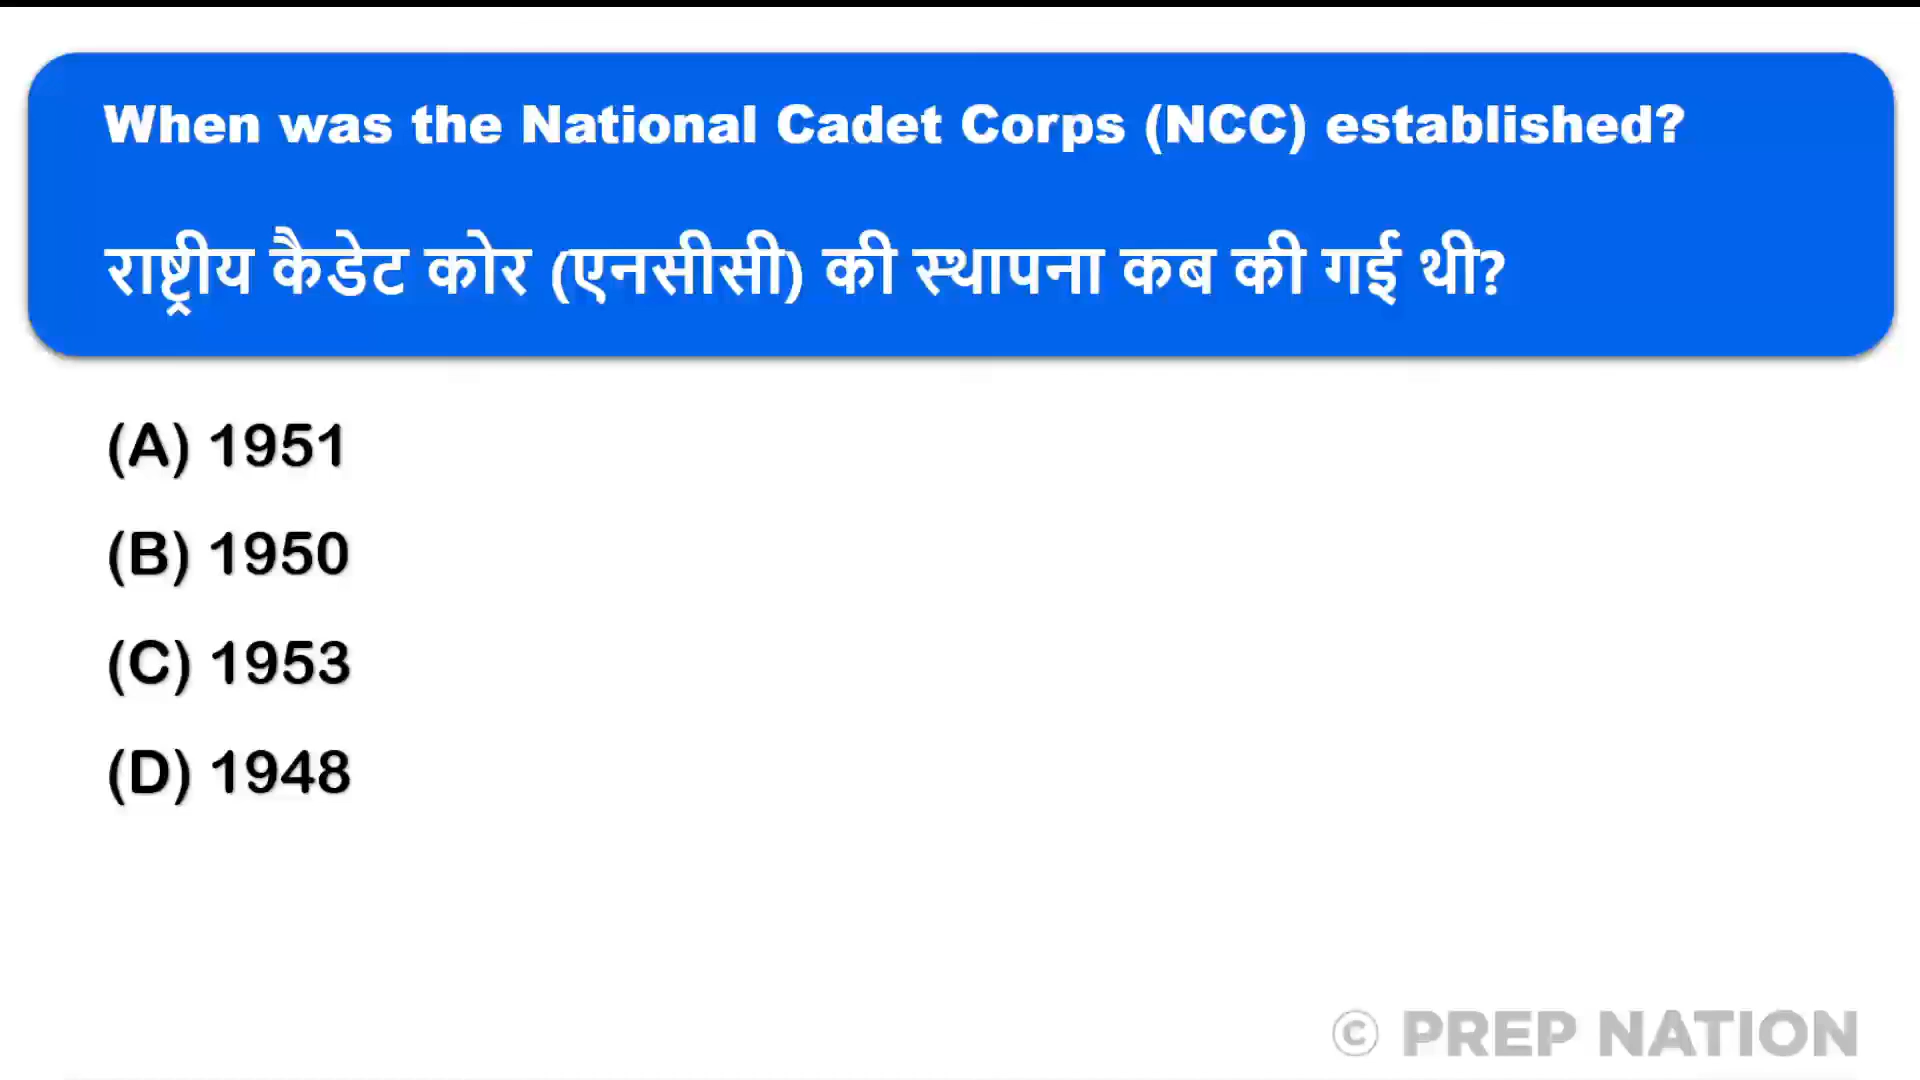 When was the National Cadet Corps (NCC) established?
राष्ट्रीय कैडेट कोर (एनसीसी) की स्थापना कब की गई थी?
(A) 1951
(B) 1950
(C) 1953
(D) 1948
© PREP NATION